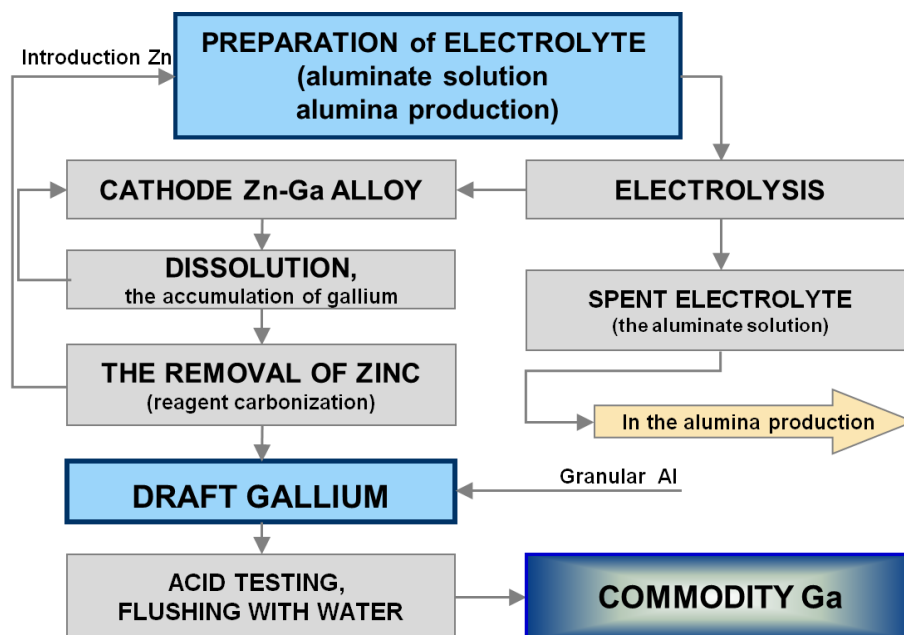 Introduction Zn
PREPARATION of ELECTROLYTE
(aluminate solution
alumina production)
CATHODE Zn-Ga ALLOY
ELECTROLYSIS
DISSOLUTION,
the accumulation of gallium
SPENT ELECTROLYTE
(the aluminate solution)
THE REMOVAL OF ZINC
(reagent carbonization)
In the alumina production
DRAFT GALLIUM
Granular Al
ACID TESTING,
FLUSHING WITH WATER
COMMODITY Ga